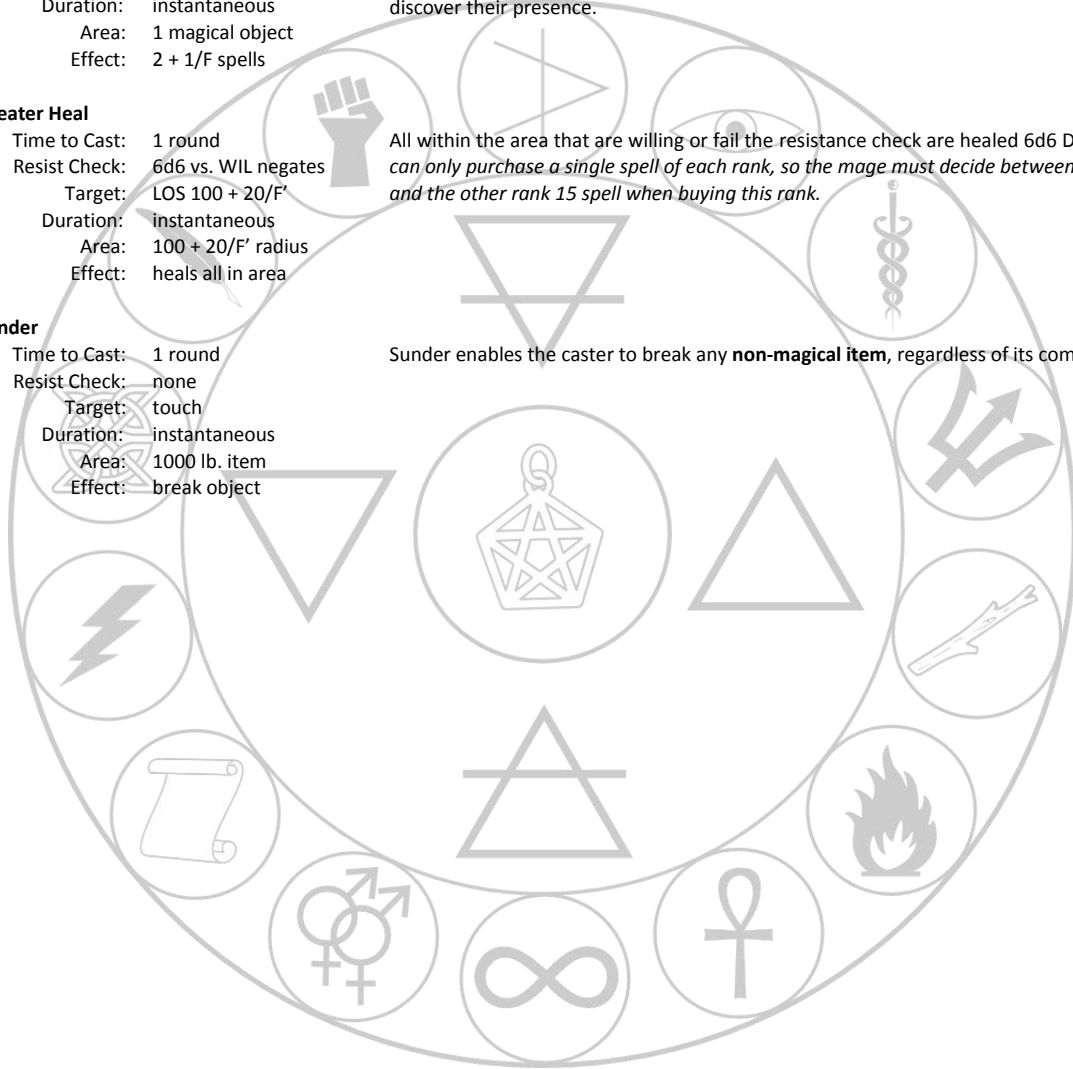 Duration: instantaneous
Area: 1 magical object
Effect: 2 + 1/F spells
discover their presence.
eater Heal
Time to Cast: 1 round
Resist Check: 6d6 vs. WIL negates
Target: LOS 100 + 20/F’
Duration: instantaneous
Area: 100 + 20/F’ radius
Effect: heals all in area
All within the area that are willing or fail the resistance check are healed 6d6 D
can only purchase a single spell of each rank, so the mage must decide between
and the other rank 15 spell when buying this rank.
nder
Time to Cast: 1 round
Resist Check: none
Target: touch
Duration: instantaneous
Area: 1000 lb. item
Effect: break object
Sunder enables the caster to break any non-magical item, regardless of its com